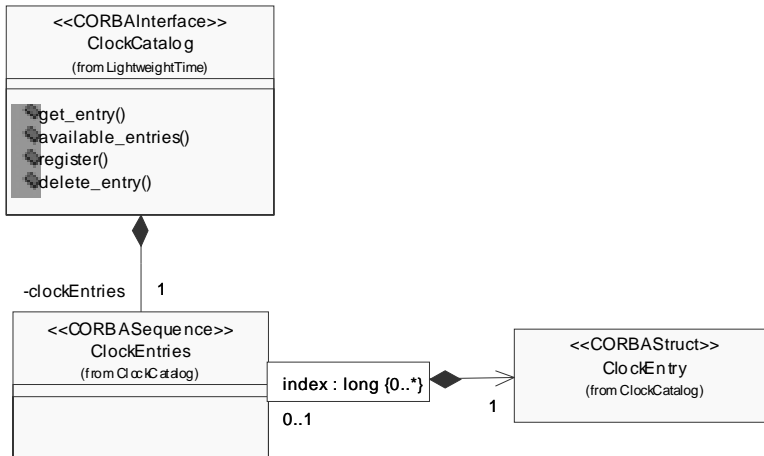 <<CORBAInterface>>
ClockCatalog
(from LightweightTime)
get_entry()
available_entries()
register()
delete_entry()
-clockEntries 1
<<CORBASequence>>
ClockEntries
(from ClockCatalog)
index : long {0..*}
0..1
1
<<CORBAStruct>>
ClockEntry
(from ClockCatalog)